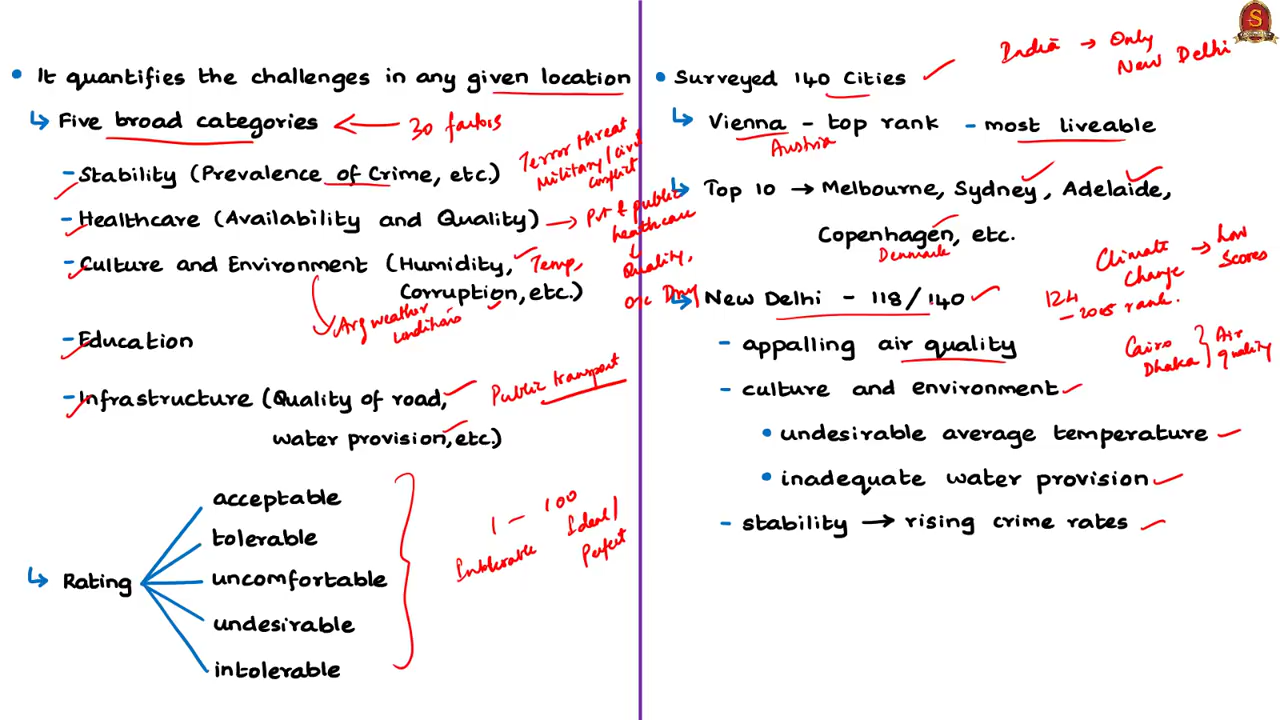 • It quantifies the challenges in any given location
↳ Five broad categories ← 30 factors
- Stability (Prevalence of Crime, etc.)
Terror threat
Military / civil
conflict
- Healthcare (Availability and Quality) → Pvt & public
healthcare
- Culture and Environment (Humidity, Temp,
Quality,
Corruption, etc.)
Avg weather
conditions
- Education
- Infrastructure (Quality of road, Public transport
water provision, etc.)
↳ Rating
acceptable
tolerable
uncomfortable
undesirable
intolerable
1 – 100
Intolerable
Ideal /
Perfect
• Surveyed 140 Cities
India → Only
New Delhi
↳ Vienna - top rank - most liveable
Austria
↳ Top 10 → Melbourne, Sydney, Adelaide,
Copenhagen, etc.
Denmark
Climate
Change → Low
Scores
↳ New Delhi - 118/140
124
– 2015 rank.
- appalling air quality
Cairo
Dhaka } Air
quality
- culture and environment
• undesirable average temperature
• inadequate water provision
- stability → rising crime rates
S